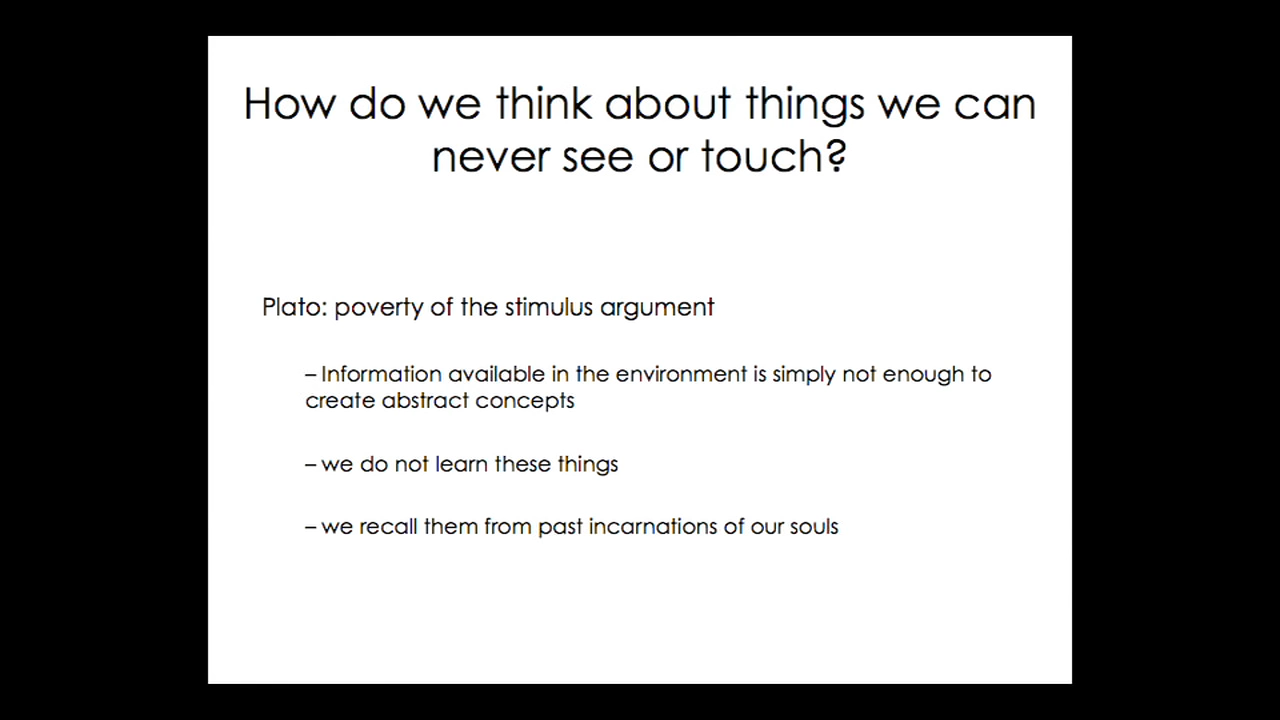 How do we think about things we can
never see or touch?
Plato: poverty of the stimulus argument
– Information available in the environment is simply not enough to
create abstract concepts
– we do not learn these things
– we recall them from past incarnations of our souls